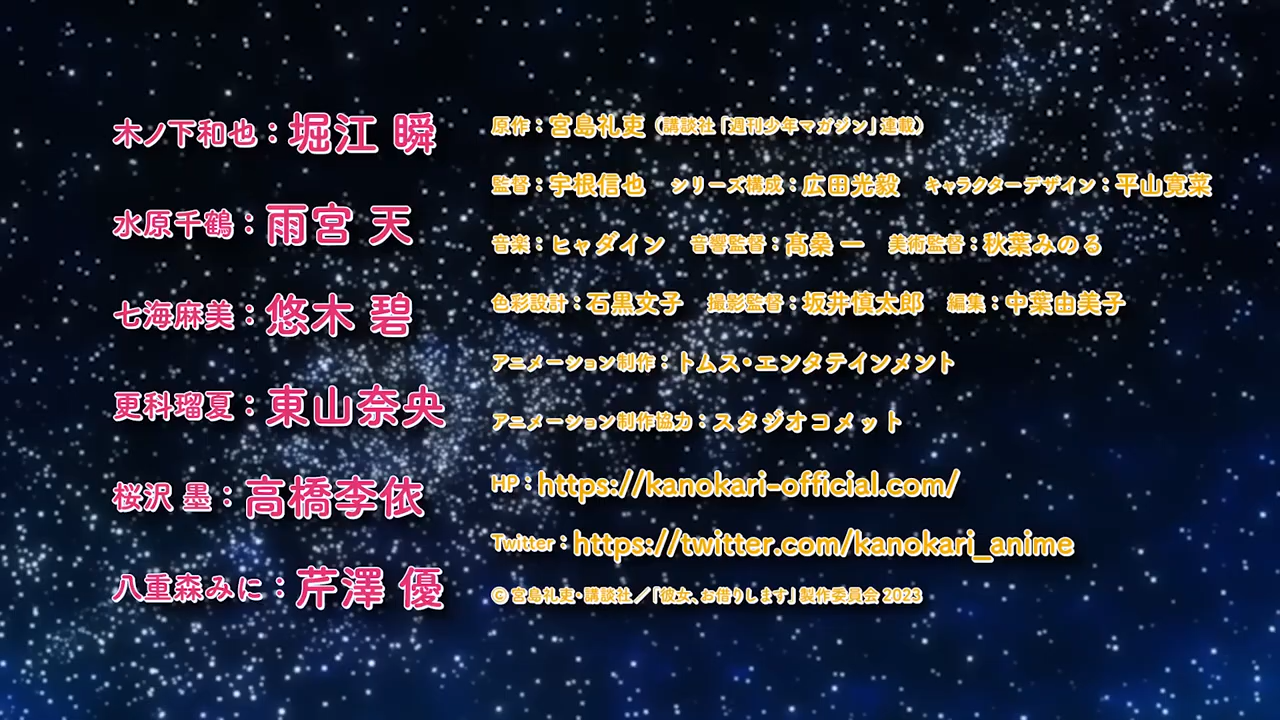 木ノ下和也：堀江 瞬
水原千鶴：雨宮 天
七海麻美：悠木 碧
更科瑠夏：東山奈央
桜沢 墨：高橋李依
八重森みに：芹澤 優
原作：宮島礼吏（講談社「週刊少年マガジン」連載）
監督：宇根信也　シリーズ構成：広田光毅　キャラクターデザイン：平山寛菜
音楽：ヒャダイン　音響監督：髙桑 一　美術監督：秋葉みのる
色彩設計：石黒文子　撮影監督：坂井慎太郎　編集：中葉由美子
アニメーション制作：トムス・エンタテインメント
アニメーション制作協力：スタジオコメット
HP：https://kanokari-official.com/
Twitter：https://twitter.com/kanokari_anime
© 宮島礼吏・講談社／「彼女、お借りします」製作委員会 2023